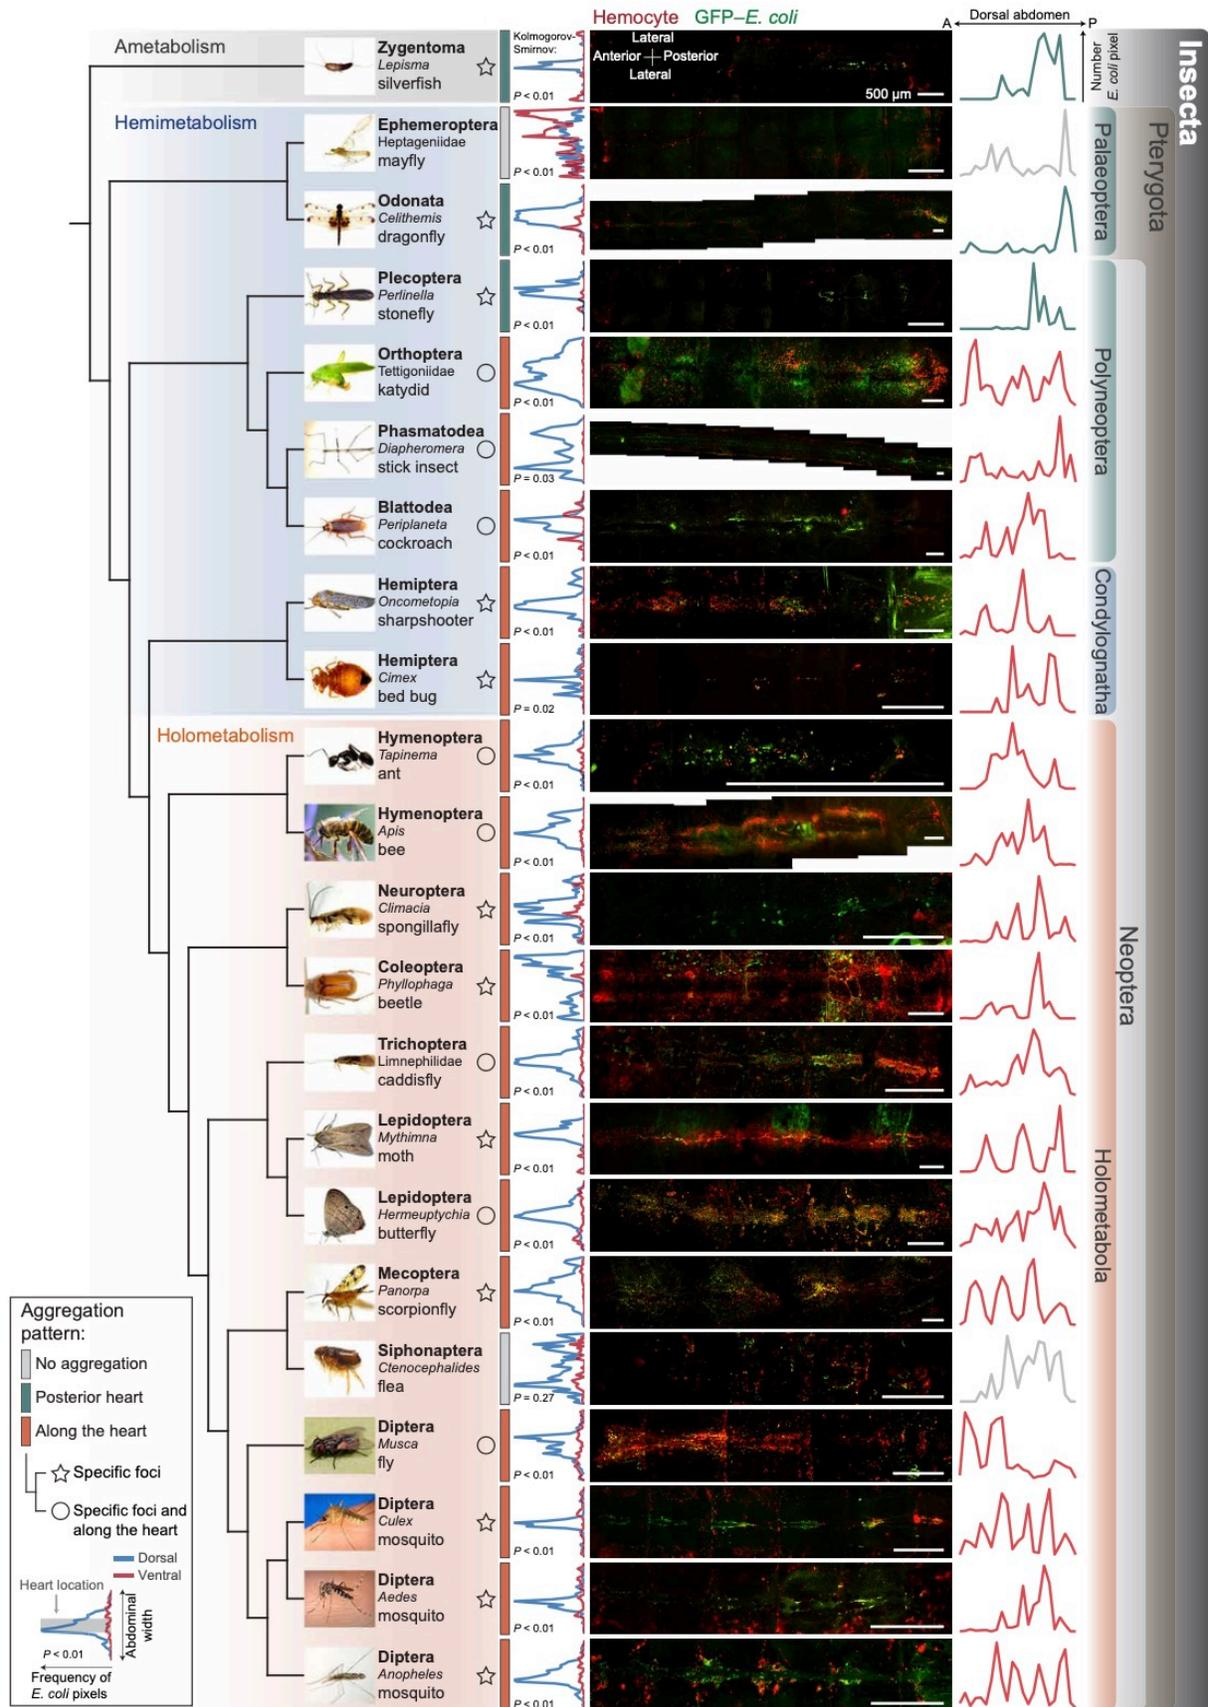 Hemocyte GFP–E. coli
A Dorsal abdomen P
Number
E. coli pixel
Insecta
Pterygota
Palaeoptera
Polyneoptera
Condylognatha
Neoptera
Holometabola
Ametabolism
Zygentoma
Lepisma
silverfish
Kolmogorov-
Smirnov:
P < 0.01
Lateral
Anterior Posterior
Lateral
500 µm
Hemimetabolism
Ephemeroptera
Heptageniidae
mayfly
P < 0.01
Odonata
Celithemis
dragonfly
P < 0.01
Plecoptera
Perlinella
stonefly
P < 0.01
Orthoptera
Tettigoniidae
katydid
P < 0.01
Phasmatodea
Diapheromera
stick insect
P = 0.03
Blattodea
Periplaneta
cockroach
P < 0.01
Hemiptera
Oncometopia
sharpshooter
P < 0.01
Hemiptera
Cimex
bed bug
P = 0.02
Holometabolism
Hymenoptera
Tapinema
ant
P < 0.01
Hymenoptera
Apis
bee
P < 0.01
Neuroptera
Climacia
spongillafly
P < 0.01
Coleoptera
Phyllophaga
beetle
P < 0.01
Trichoptera
Limnephilidae
caddisfly
P < 0.01
Lepidoptera
Mythimna
moth
P < 0.01
Lepidoptera
Hermeuptychia
butterfly
P < 0.01
Mecoptera
Panorpa
scorpionfly
P < 0.01
Siphonaptera
Ctenocephalides
flea
P = 0.27
Diptera
Musca
fly
P < 0.01
Diptera
Culex
mosquito
P < 0.01
Diptera
Aedes
mosquito
P < 0.01
Diptera
Anopheles
mosquito
P < 0.01
Aggregation
pattern:
No aggregation
Posterior heart
Along the heart
Specific foci
Specific foci and
along the heart
Dorsal
Ventral
Heart location
Abdominal
width
P < 0.01
Frequency of
E. coli pixels